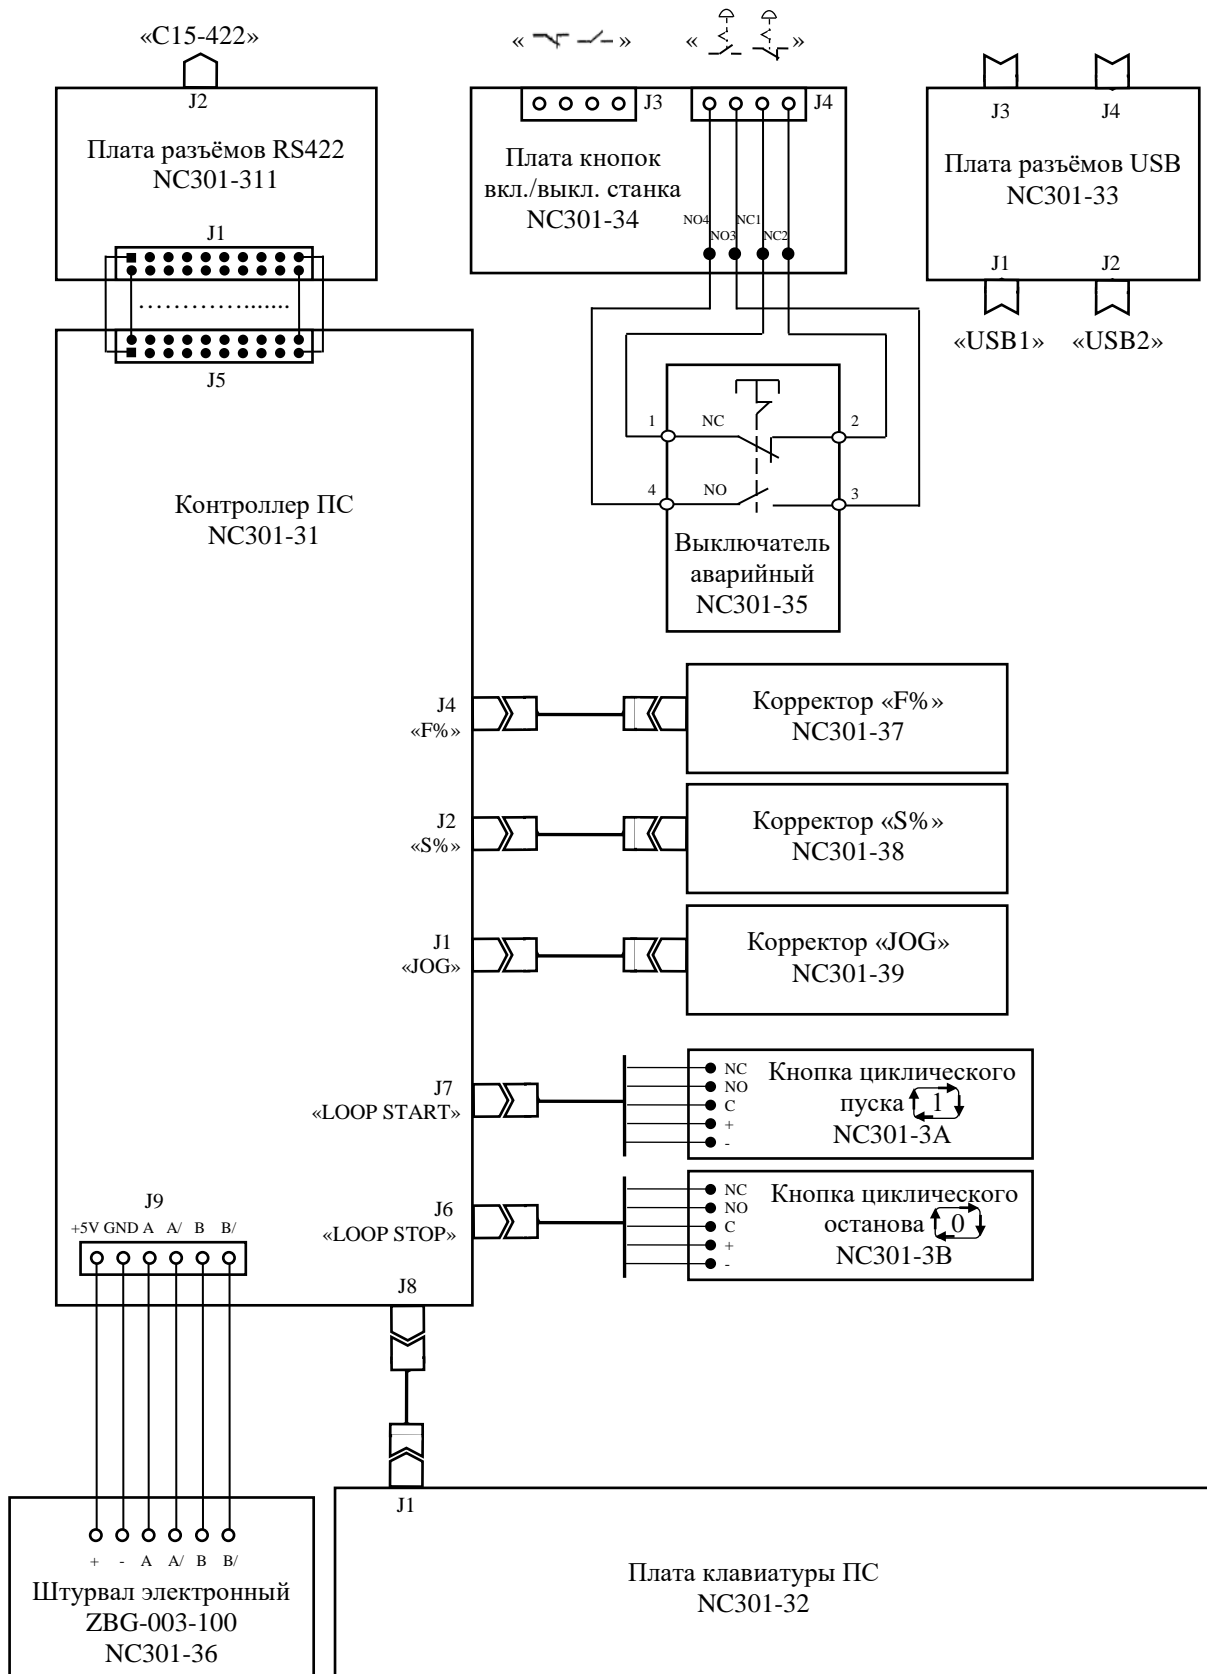 «C15-422»
J2
Плата разъёмов RS422
NC301-311
J1
« »
« »
J3
J4
Плата кнопок
вкл./выкл. станка
NC301-34
NO4
NC1
NO3
NC2
J3
J4
Плата разъёмов USB
NC301-33
J1
J2
«USB1»
«USB2»
J5
Контроллер ПС
NC301-31
1
NC
2
4
NO
3
Выключатель
аварийный
NC301-35
J4
«F%»
Корректор «F%»
NC301-37
J2
«S%»
Корректор «S%»
NC301-38
J1
«JOG»
Корректор «JOG»
NC301-39
J7
«LOOP START»
NC
NO
C
+
-
Кнопка циклического
пуска 1
NC301-3A
J6
«LOOP STOP»
NC
NO
C
+
-
Кнопка циклического
останова 0
NC301-3B
J9
+5V GND A A/ B B/
J8
J1
+ - A A/ B B/
Штурвал электронный
ZBG-003-100
NC301-36
Плата клавиатуры ПС
NC301-32